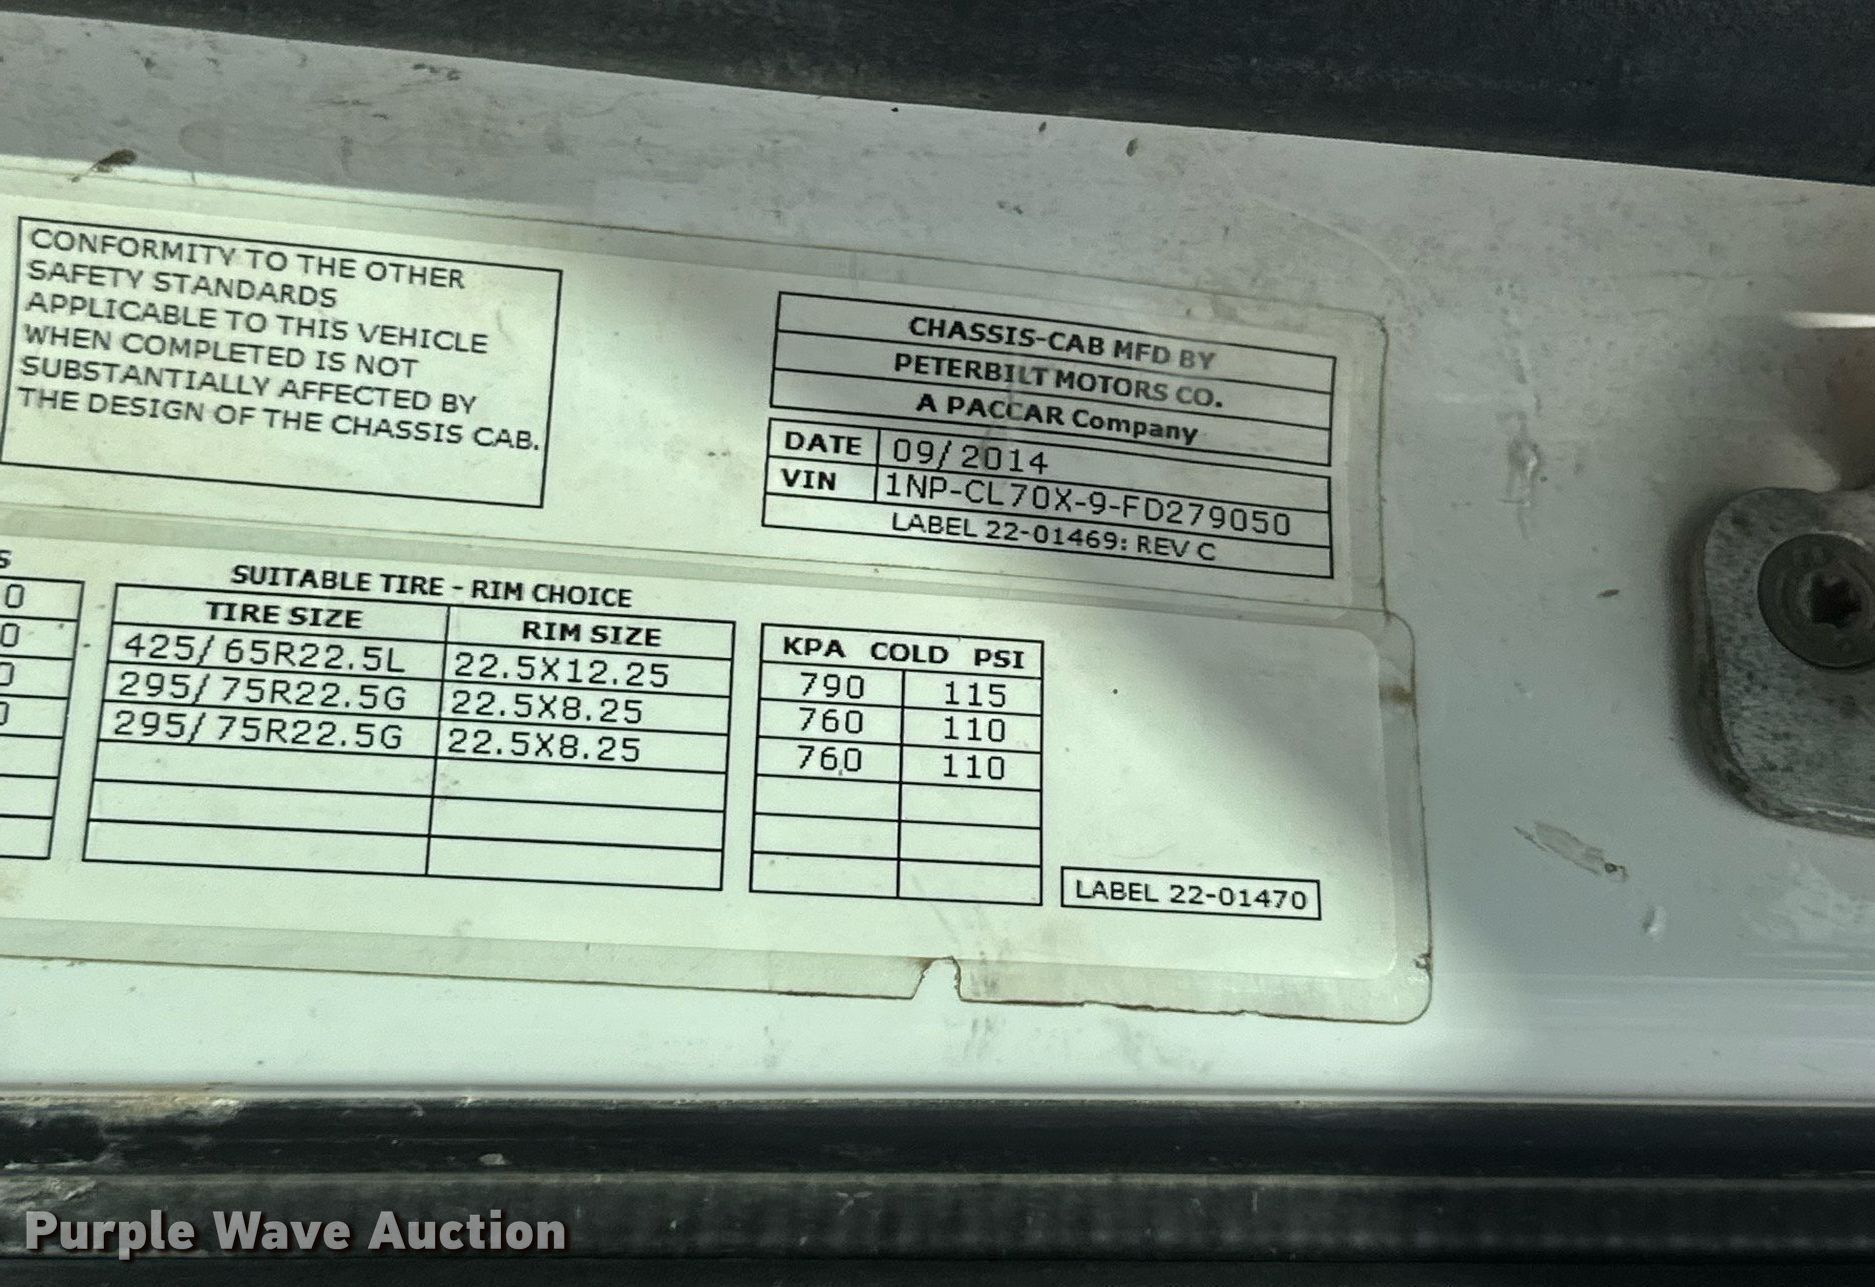 CONFORMITY TO THE OTHER
SAFETY STANDARDS
APPLICABLE TO THIS VEHICLE
WHEN COMPLETED IS NOT
SUBSTANTIALLY AFFECTED BY
THE DESIGN OF THE CHASSIS CAB.
CHASSIS-CAB MFD BY
PETERBILT MOTORS CO.
A PACCAR Company
DATE 09/2014
VIN 1NP-CL70X-9-FD279050
LABEL 22-01469: REV C
S
0
0
0
0
SUITABLE TIRE - RIM CHOICE
TIRE SIZE RIM SIZE
425/65R22.5L 22.5X12.25
295/75R22.5G 22.5X8.25
295/75R22.5G 22.5X8.25
KPA COLD PSI
790 115
760 110
760 110
LABEL 22-01470
Purple Wave Auction